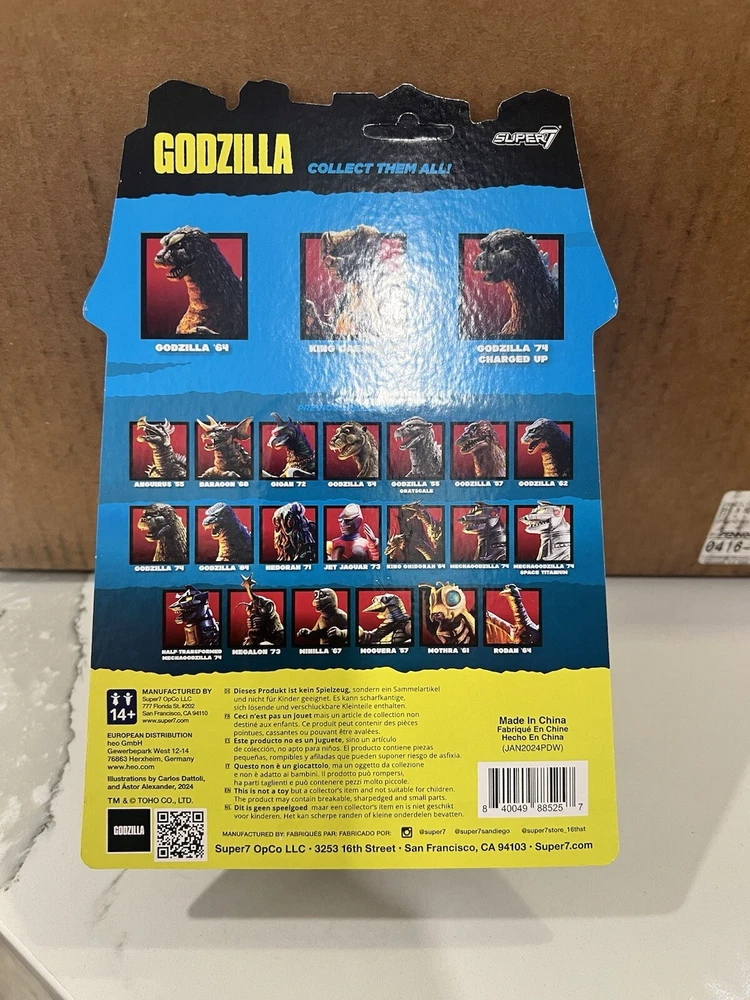 GODZILLA
COLLECT THEM ALL!
SUPER7
GODZILLA '64
KING
GODZILLA '74
CHARGED UP
ANGUIRUS '55
BARAGON '68
GIGAN '72
GODZILLA '54
GODZILLA '55
GRAYSCALE
GODZILLA '57
GODZILLA '62
GODZILLA '74
GODZILLA '84
HEDORAH '71
JET JAGUAR '73
KING GHIDORAH '64
MECHAGODZILLA '74
MECHAGODZILLA '74
SPACE TITANIUM
HALF TRANSFORMED
MECHAGODZILLA '74
MEGALON '73
MINILLA '67
MOGUERA '57
MOTHRA '61
RODAN '64
14+
MANUFACTURED BY
Super7 OpCo LLC
777 Florida St. #202
San Francisco, CA 94110
www.super7.com
EUROPEAN DISTRIBUTION
heo GmbH
Gewerbepark West 12-14
76863 Herxheim, Germany
www.heo.com
Illustrations by Carlos Dattoli,
and Ástor Alexander, 2024
TM & © TOHO CO., LTD.
GODZILLA
DE Dieses Produkt ist kein Spielzeug, sondern ein Sammelartikel
und nicht für Kinder geeignet. Es kann scharfkantige,
sich lösende und verschluckbare Kleinteile enthalten.
FR Ceci n'est pas un jouet mais un article de collection non
destiné aux enfants. Ce produit peut contenir des pièces
pointues, cassantes ou pouvant être avalées.
ES Este producto no es un juguete, sino un artículo
de colección, no apto para niños. El producto contiene piezas
pequeñas, rompibles y afiladas que pueden suponer riesgo de asfixia.
IT Questo non è un giocattolo, ma un oggetto da collezione
e non è adatto ai bambini. Il prodotto può rompersi,
ha parti taglienti e può contenere pezzi molto piccole.
EN This is not a toy but a collector's item and not suitable for children.
The product may contain breakable, sharpedged and small parts.
NL Dit is geen speelgoed maar een collector's item en is niet geschikt
voor kinderen. Het kan scherpe randen of kleine onderdelen bevatten.
Made In China
Fabriqué En Chine
Hecho En China
(JAN2024PDW)
8 40049 88525 7
MANUFACTURED BY: FABRIQUÉS PAR: FABRICADO POR: @super7 @super7sandiego @super7store_16thst
Super7 OpCo LLC • 3253 16th Street • San Francisco, CA 94103 • Super7.com
0416-